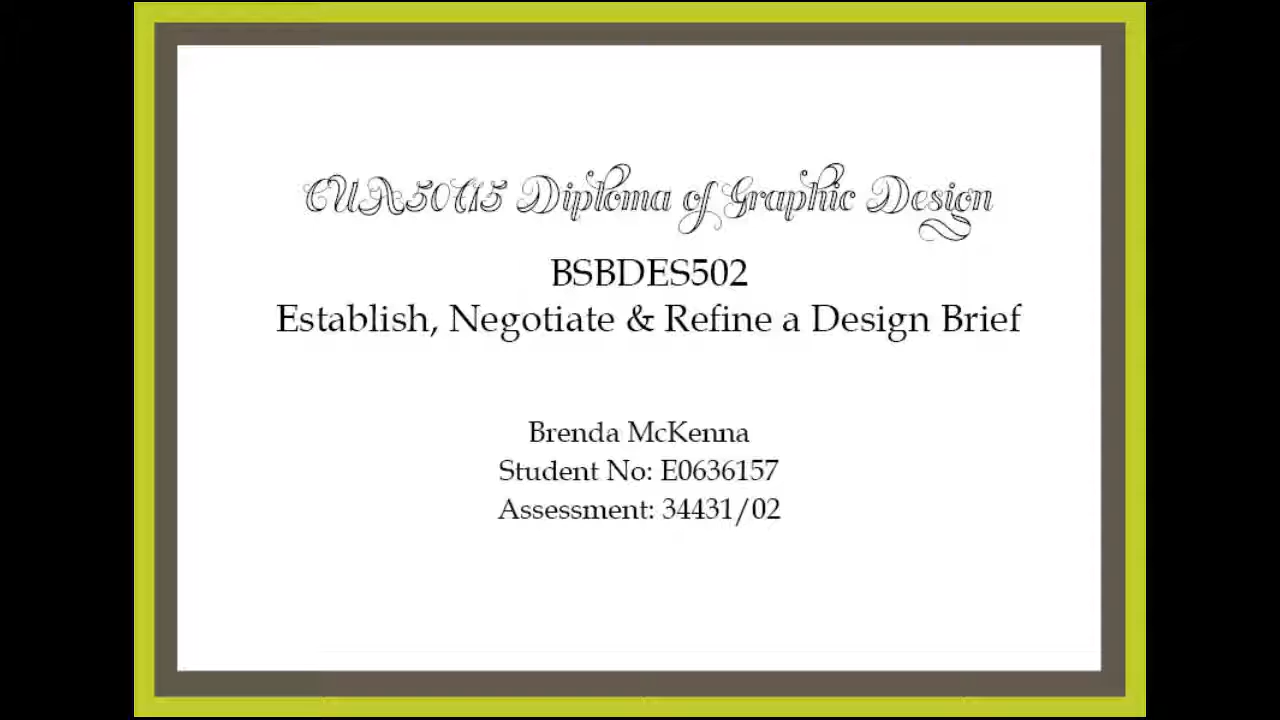 CUA50715 Diploma of Graphic Design
BSBDES502
Establish, Negotiate & Refine a Design Brief
Brenda McKenna
Student No: E0636157
Assessment: 34431/02